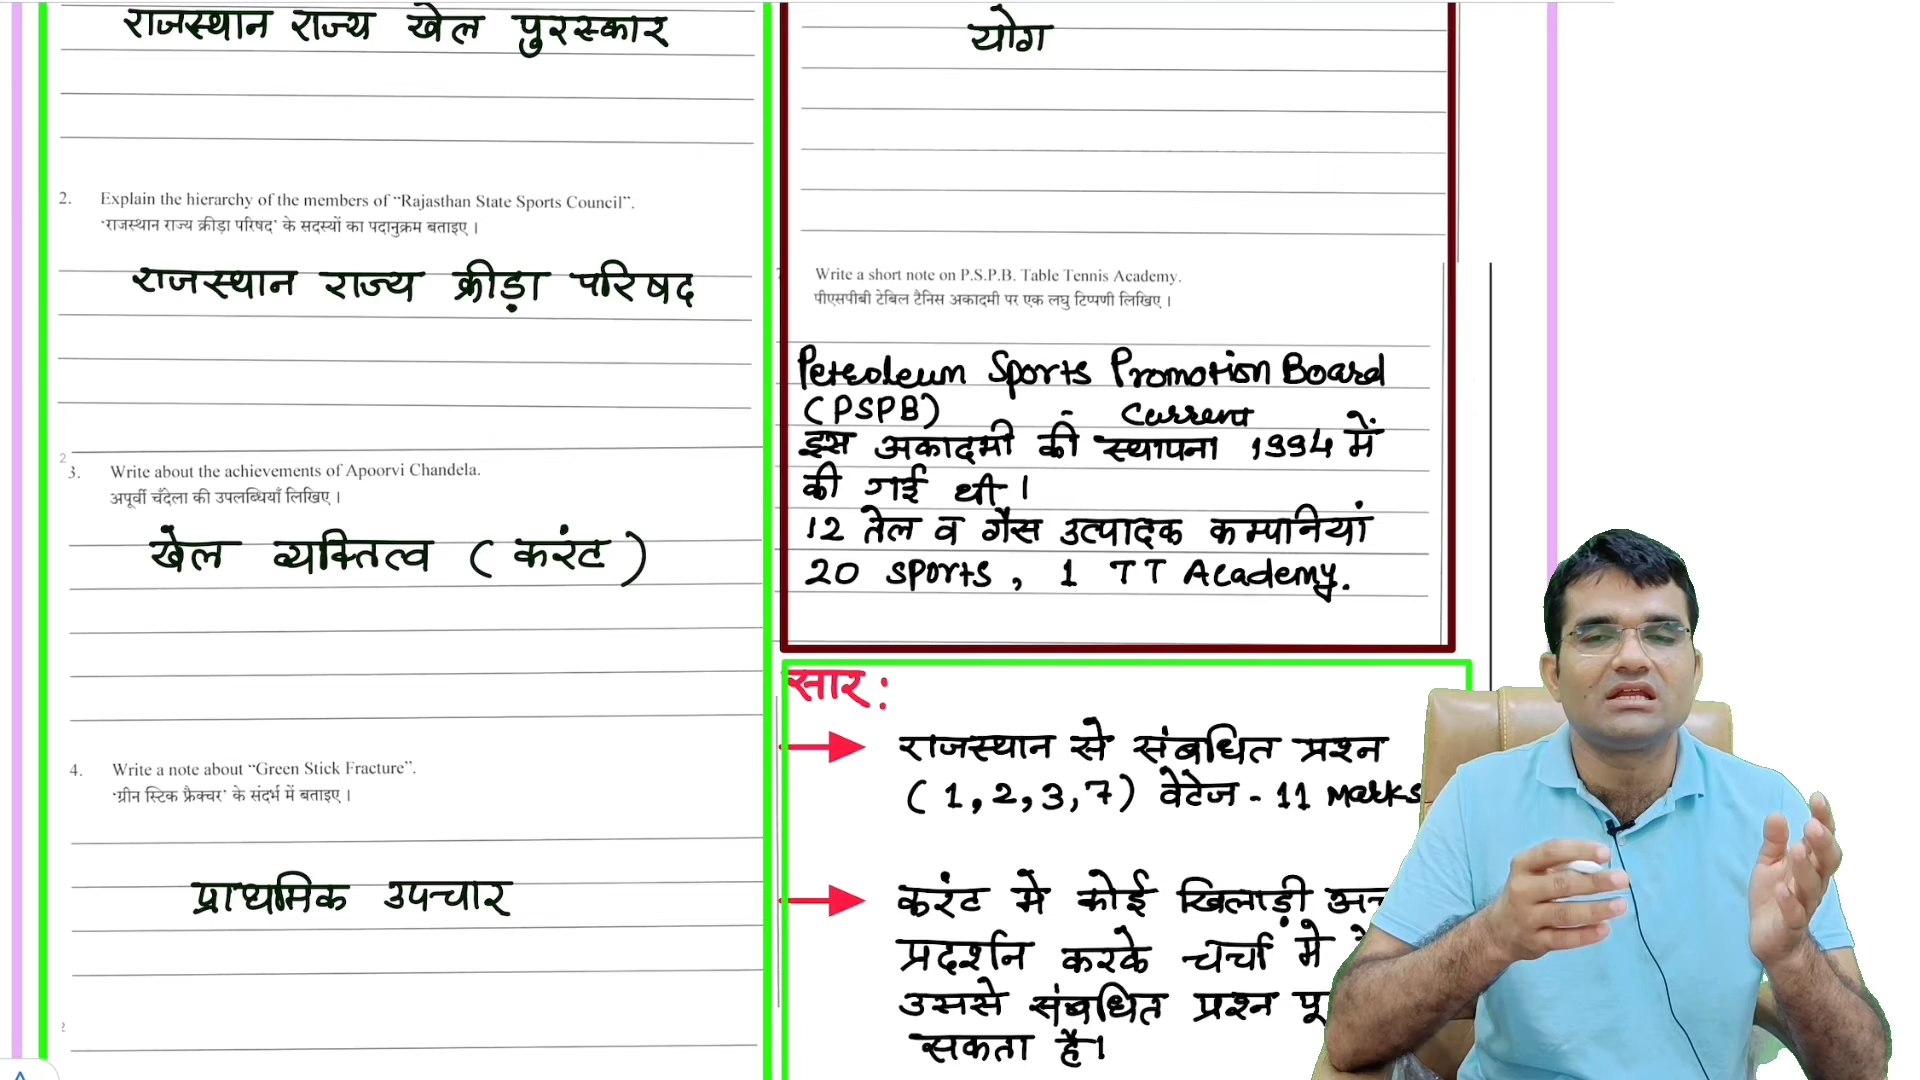 राजस्थान राज्य खेल पुरस्कार
2. Explain the hierarchy of the members of “Rajasthan State Sports Council”.
'राजस्थान राज्य क्रीड़ा परिषद' के सदस्यों का पदानुक्रम बताइए ।
राजस्थान राज्य क्रीड़ा परिषद
2
3. Write about the achievements of Apoorvi Chandela.
अपूर्वी चँदेला की उपलब्धियाँ लिखिए ।
खेल व्यक्तित्व ( करंट )
4. Write a note about “Green Stick Fracture”.
'ग्रीन स्टिक फ्रैक्चर' के संदर्भ में बताइए ।
प्राथमिक उपचार
2
योग
Write a short note on P.S.P.B. Table Tennis Academy.
पीएसपीबी टेबिल टैनिस अकादमी पर एक लघु टिप्पणी लिखिए ।
Petroleum Sports Promotion Board
(PSPB) - Current
इस अकादमी की स्थापना 1994 में
की गई थी ।
12 तेल व गैस उत्पादक कम्पनियां
20 sports, 1 TT Academy.
सार :
राजस्थान से संबधित प्रश्न
( 1, 2, 3, 7 ) वेटेज - 11 Marks
करंट मे कोई खिलाड़ी
प्रदर्शन करके चर्चा मे
उससे संबधित प्रश्न
सकता है।